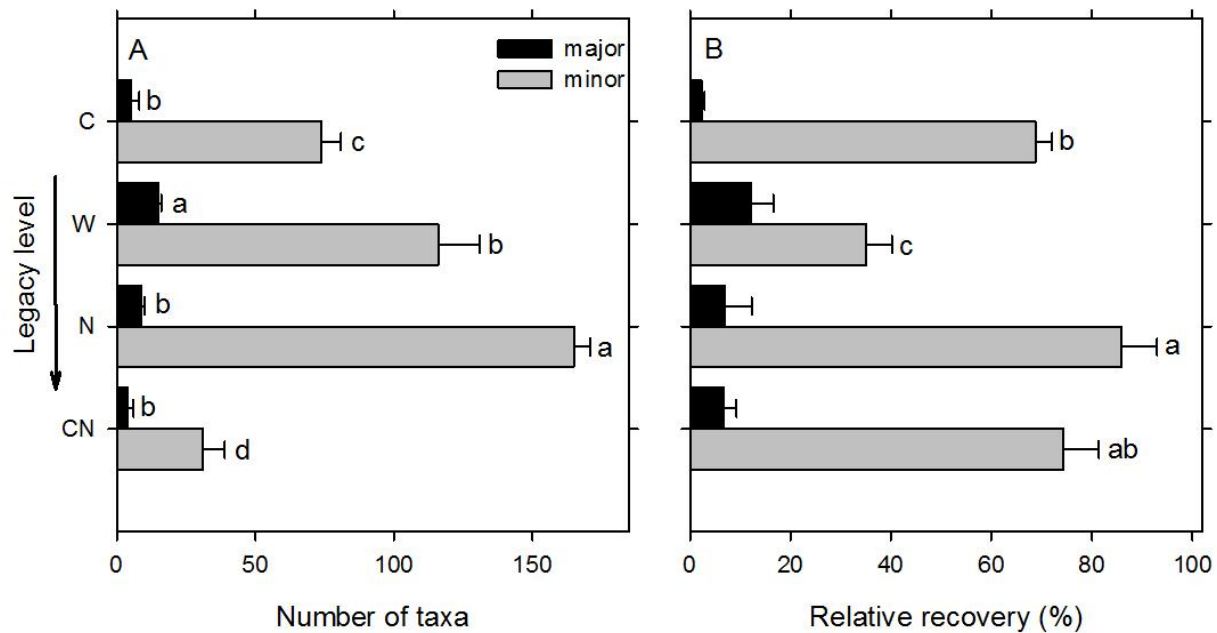 A
major
minor
b
c
a
b
b
a
b
d
C
W
N
CN
Legacy level
0
50
100
150
Number of taxa
B
b
c
a
ab
0
20
40
60
80
100
Relative recovery (%)